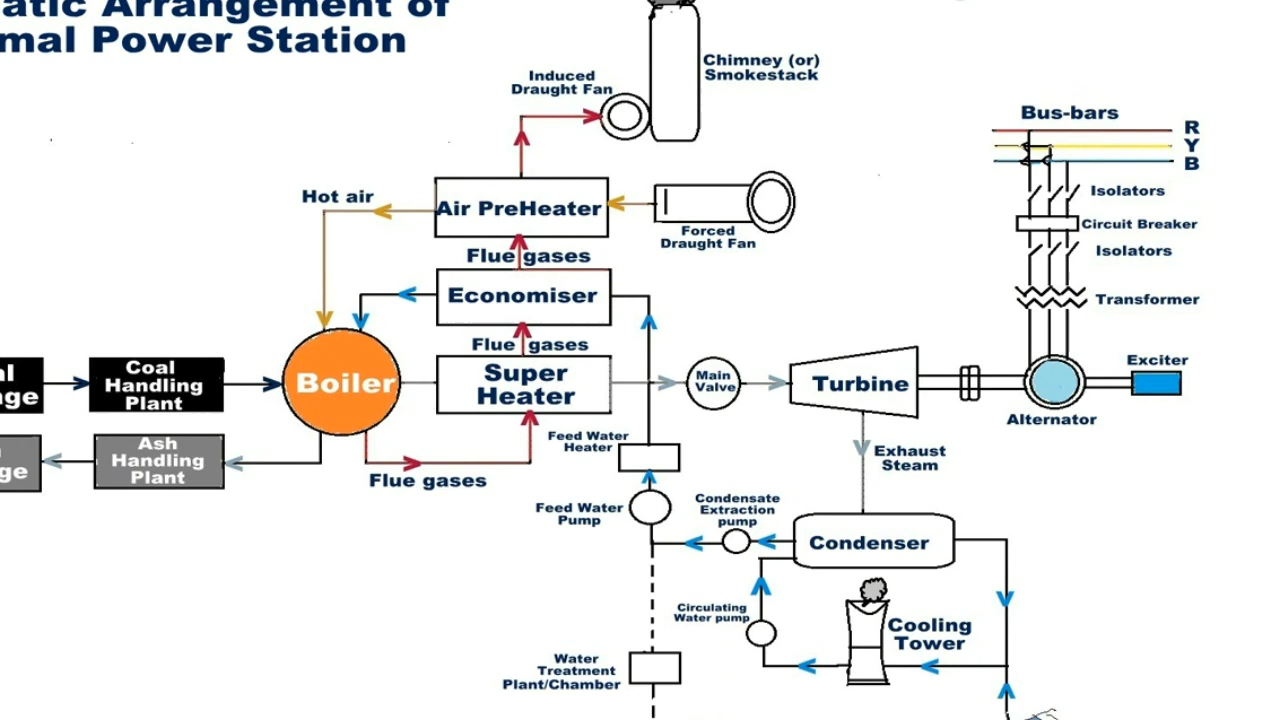 atic Arrangement of
mal Power Station
Chimney (or)
Smokestack
Induced
Draught Fan
Bus-bars
R
Y
B
Isolators
Circuit Breaker
Isolators
Transformer
Hot air
Air PreHeater
Forced
Draught Fan
Flue gases
Economiser
Flue gases
Super
Heater
Boiler
Coal
Handling
Plant
al
ge
Main
Valve
Turbine
Exciter
Alternator
Ash
Handling
Plant
ge
Flue gases
Feed Water
Heater
Exhaust
Steam
Feed Water
Pump
Condensate
Extraction
pump
Condenser
Circulating
Water pump
Cooling
Tower
Water
Treatment
Plant/Chamber